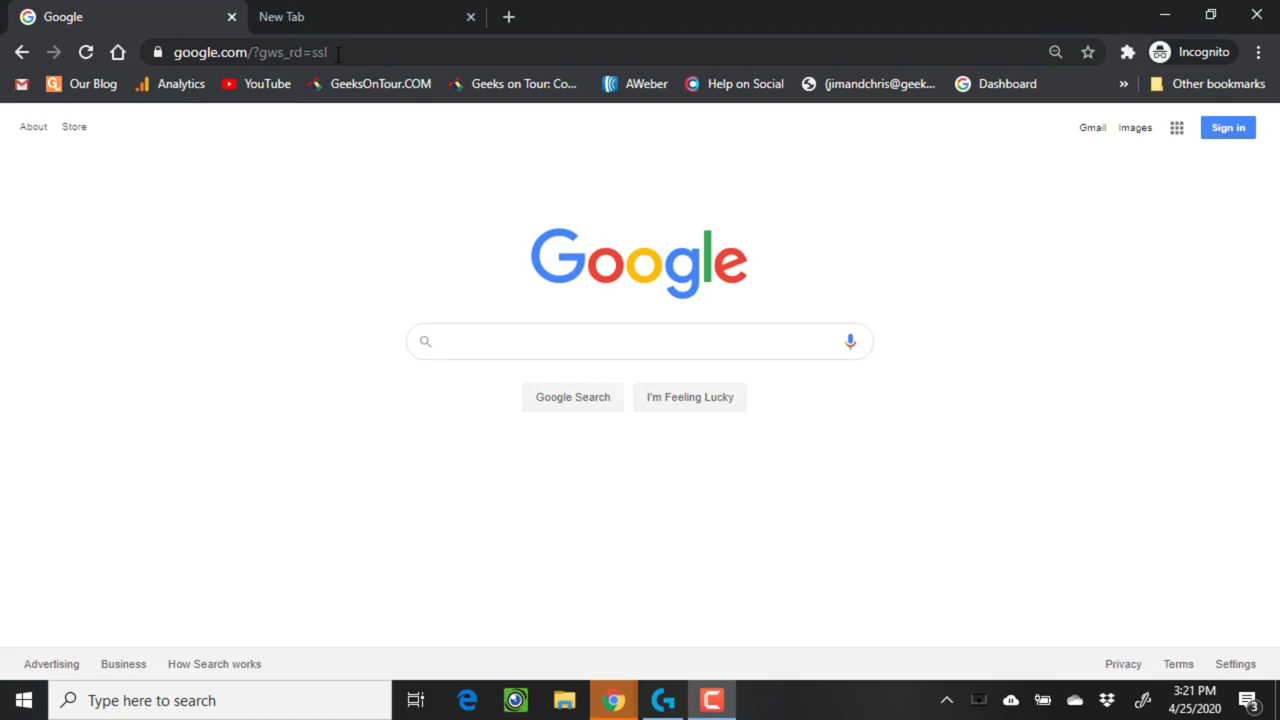 Google
New Tab
google.com/?gws_rd=ssl
Incognito
Our Blog
Analytics
YouTube
GeeksOnTour.COM
Geeks on Tour: Co...
AWeber
Help on Social
(jimandchris@geek...
Dashboard
»
Other bookmarks
About
Store
Gmail
Images
Sign in
Google
Google Search
I'm Feeling Lucky
Advertising
Business
How Search works
Privacy
Terms
Settings
Type here to search
3:21 PM
4/25/2020
3